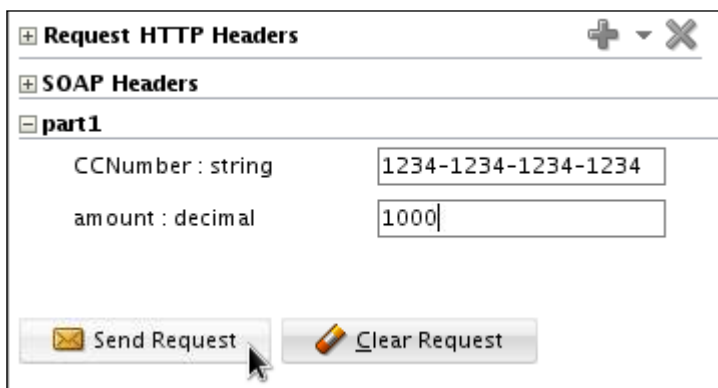 Request HTTP Headers
SOAP Headers
part1
CCNumber : string 1234-1234-1234-1234
amount : decimal 1000
Send Request Clear Request